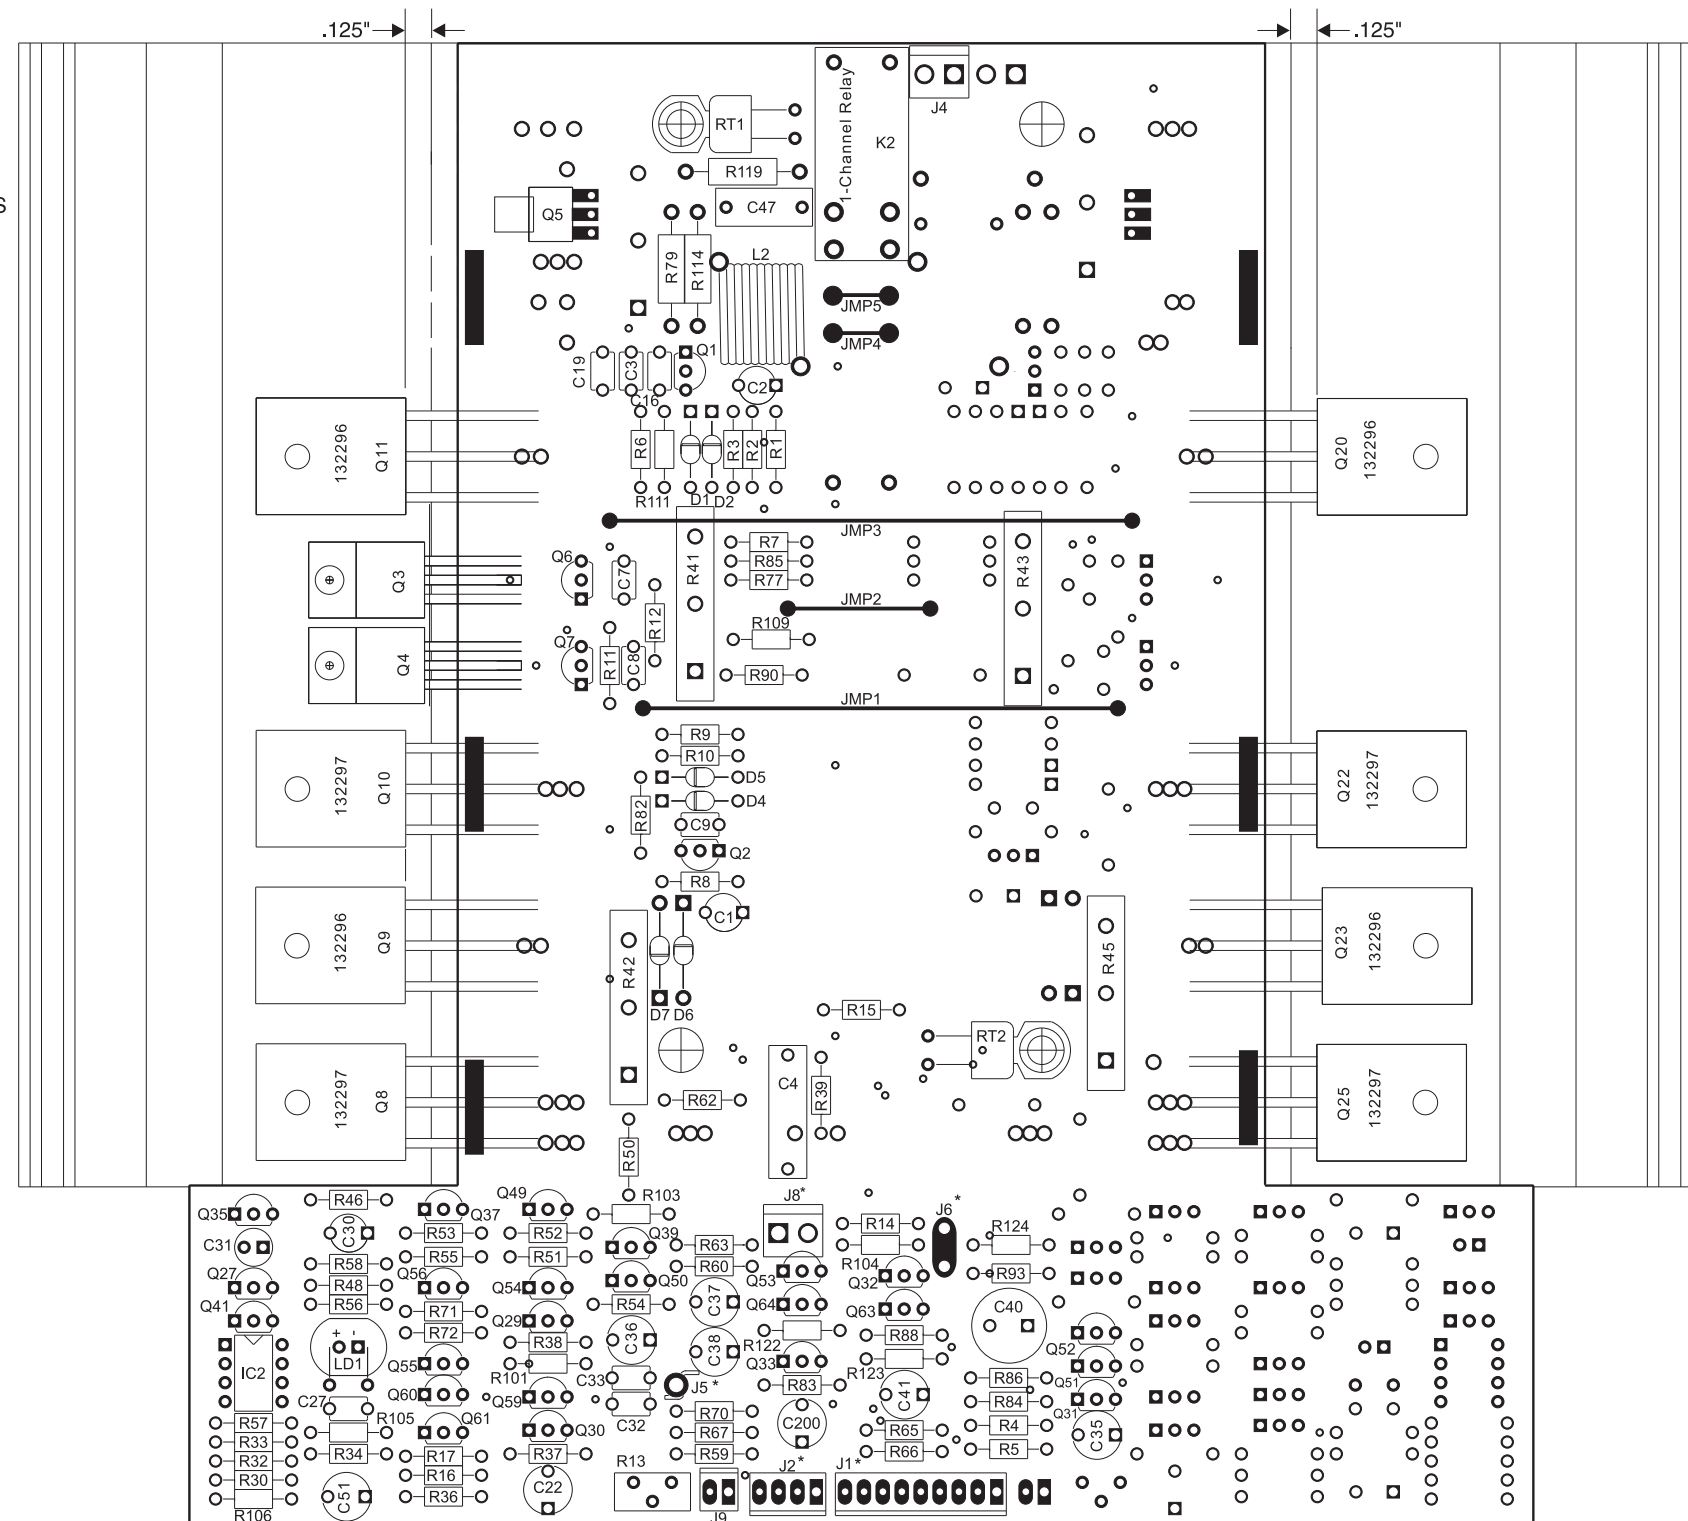 .125"
.125"
S
1-Channel Relay
K2
J4
RT1
R119
C47
Q5
R79
R114
L2
JMP5
JMP4
Q1
C19
C3
C16
C2
R6
R3
R2
R1
R111
D1
D2
132296
Q11
Q20
132296
JMP3
Q6
Q3
C7
R41
R7
R85
R77
R43
JMP2
R12
R109
Q7
Q4
R11
C8
R90
JMP1
R9
R10
D5
D4
R82
C9
Q2
R8
C1
132297
Q10
Q22
132297
132296
Q9
Q23
132296
R42
D7
D6
R45
R15
RT2
C4
R39
R62
R50
132297
Q8
Q25
132297
Q35
R46
Q37
Q49
R103
J8*
R14
J6*
R124
C31
C30
R53
R52
Q39
R63
R104
R58
R55
R51
R60
Q27
R48
Q56
Q54
Q50
Q53
Q32
R93
Q41
R56
R71
Q29
R54
C37
Q64
Q63
C40
+ -
LD1
R72
R38
C36
C38
R122
R88
Q52
IC2
Q55
R101
C33
J5*
Q33
R123
R86
Q51
C27
Q60
Q59
C32
R83
C41
R84
Q31
R57
R105
Q61
Q30
R70
C200
R4
R33
R67
R65
C35
R32
R34
R17
R37
R59
R66
R5
R30
R16
R13
J2*
J1*
R106
C51
R36
C22
J9